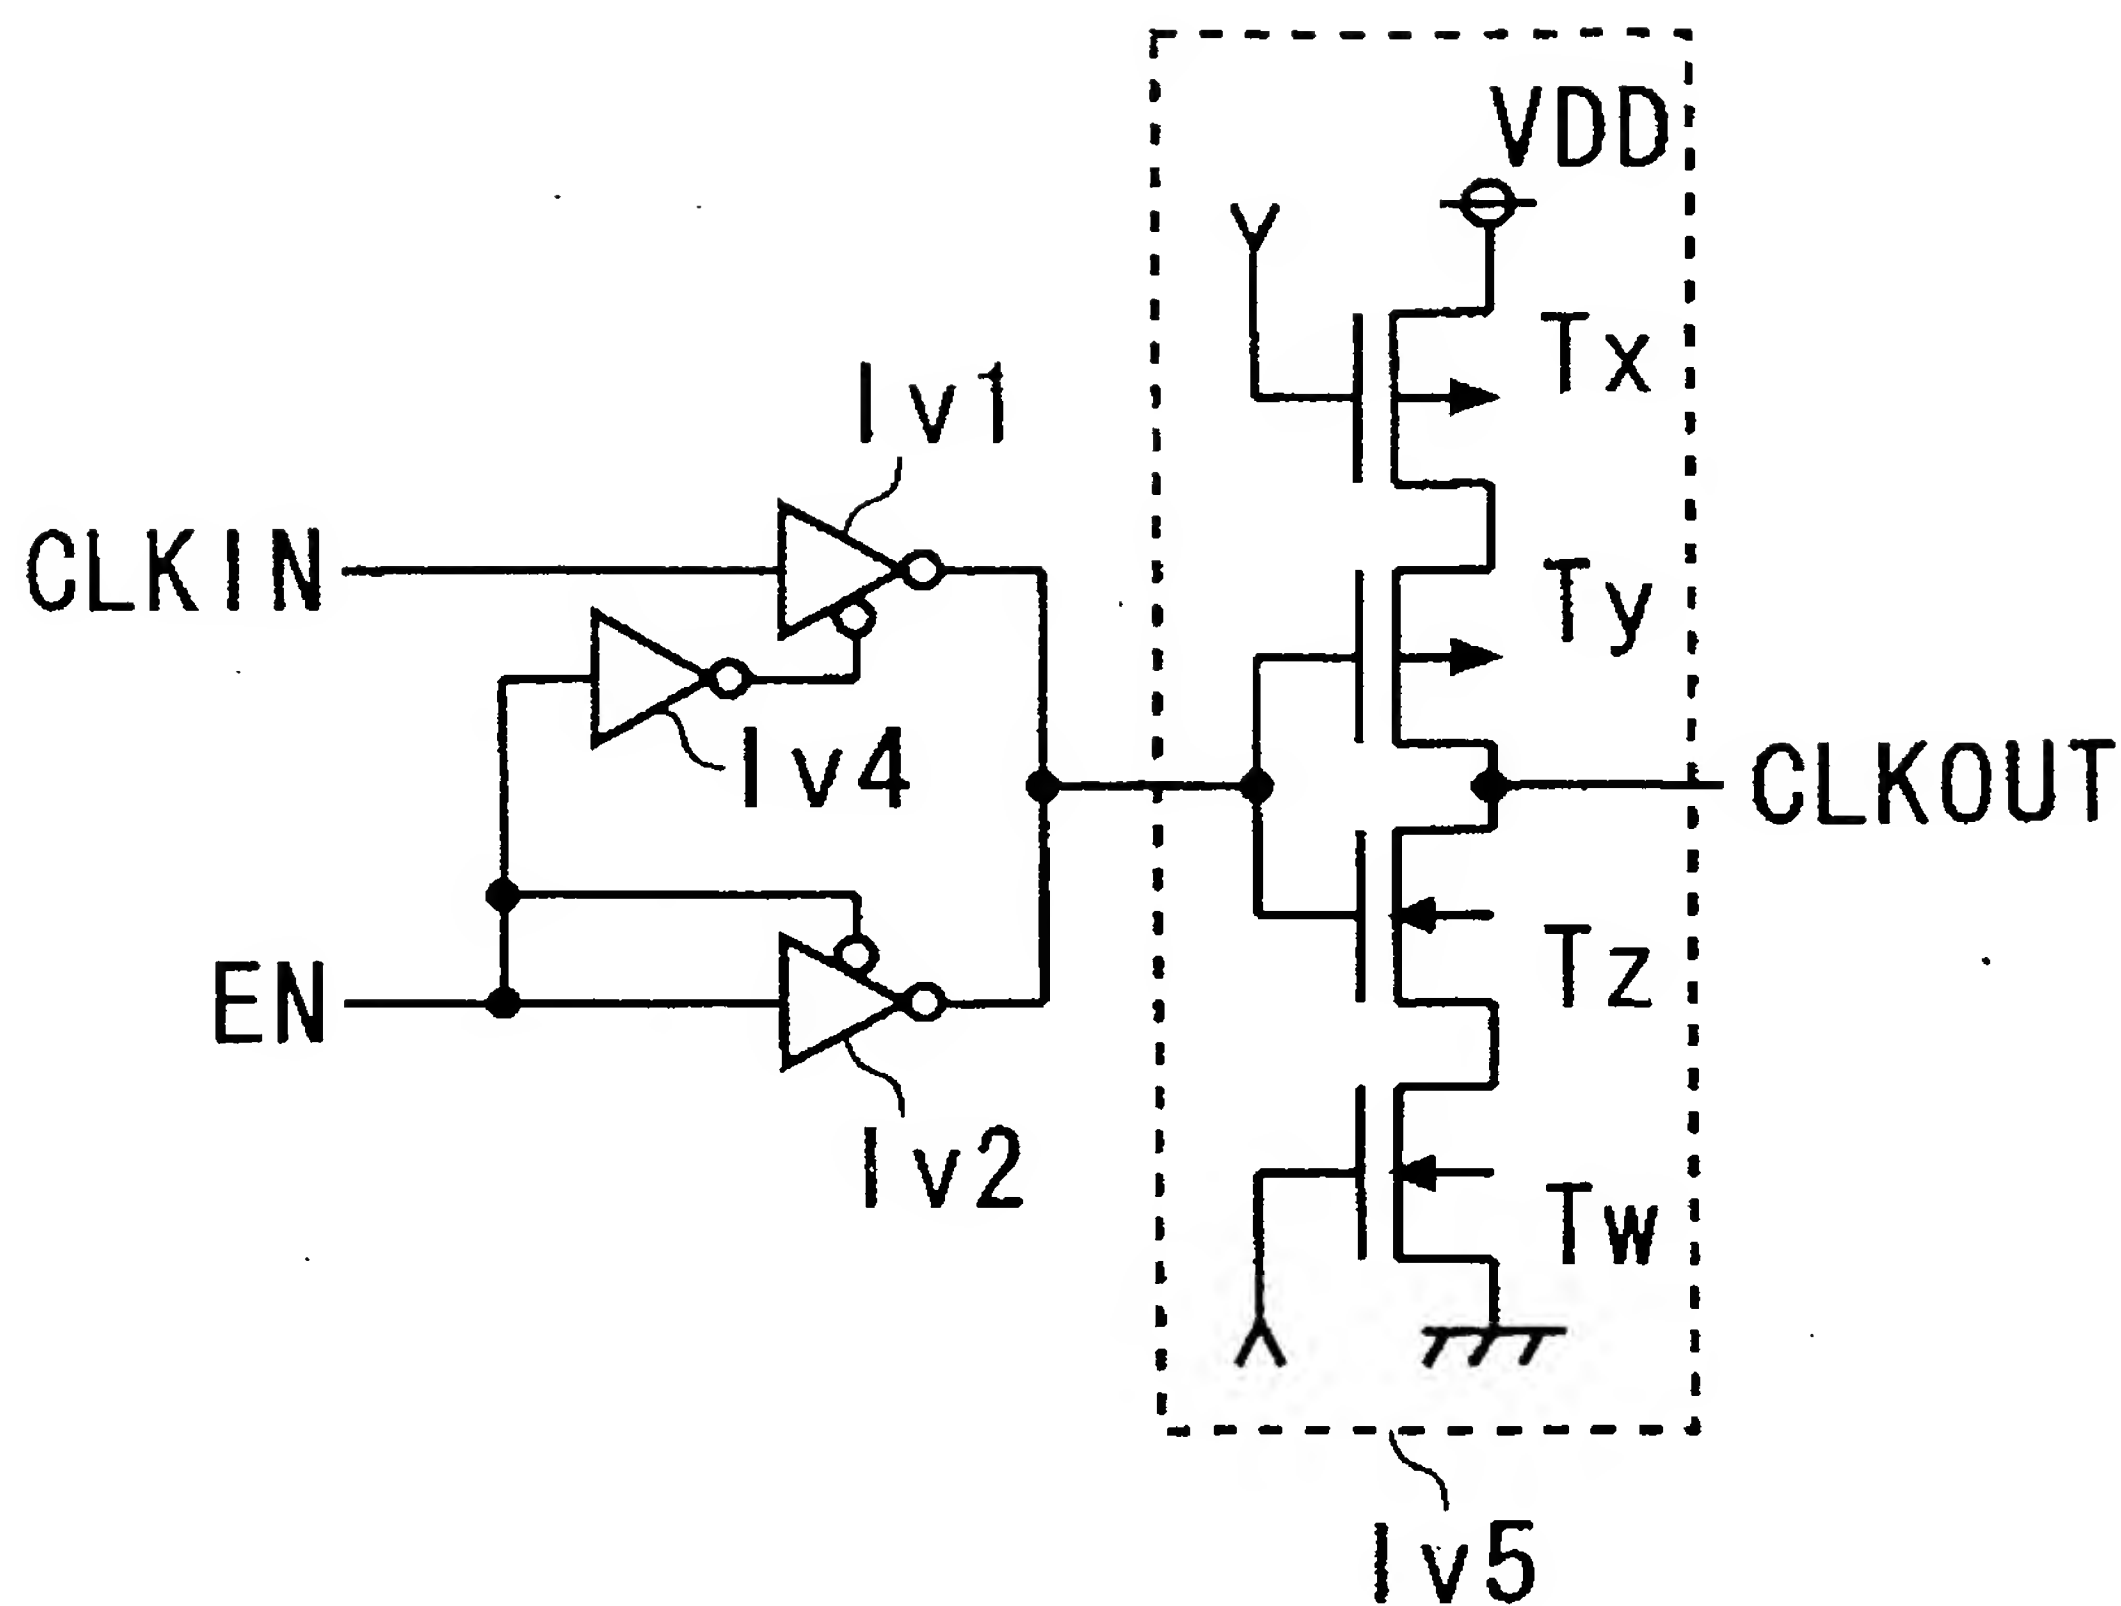 VDD
Tx
Iv1
CLKIN
Ty
Iv4
CLKOUT
EN
Tz
Iv2
Tw
Iv5